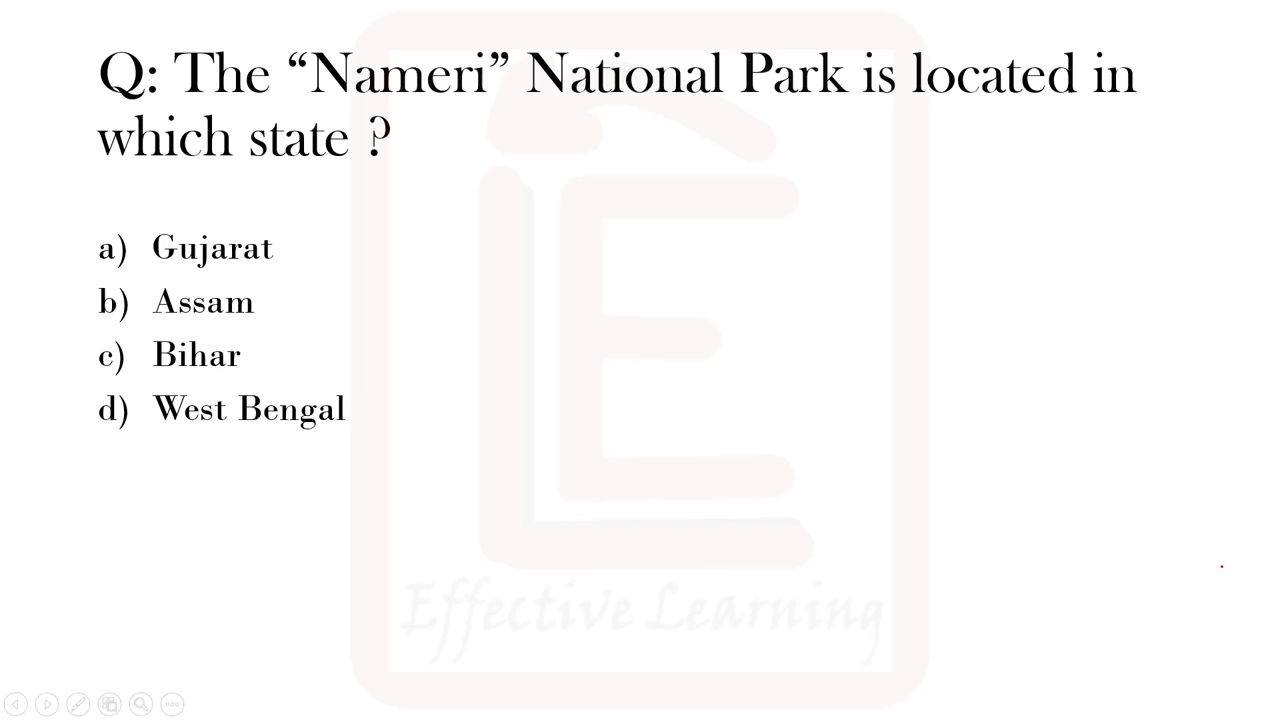 Q: The “Nameri” National Park is located in
which state ?
a) Gujarat
b) Assam
c) Bihar
d) West Bengal
Effective Learning